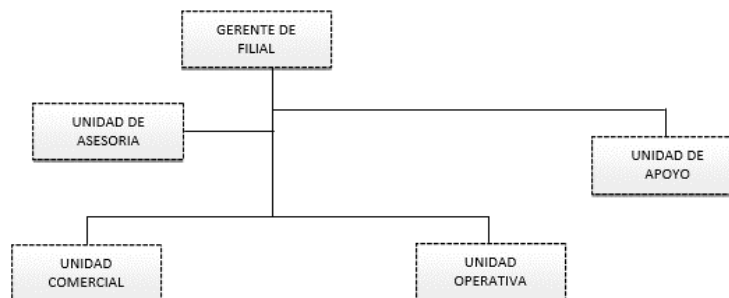 GERENTE DE
FILIAL
UNIDAD DE
ASESORIA
UNIDAD DE
APOYO
UNIDAD
COMERCIAL
UNIDAD
OPERATIVA